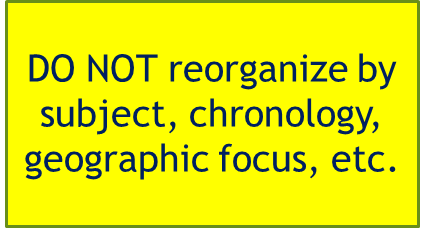 DO NOT reorganize by
subject, chronology,
geographic focus, etc.